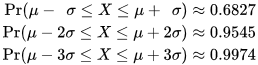 Pr(μ −  σ ≤ X ≤ μ +  σ) ≈ 0.6827
Pr(μ − 2σ ≤ X ≤ μ + 2σ) ≈ 0.9545
Pr(μ − 3σ ≤ X ≤ μ + 3σ) ≈ 0.9974